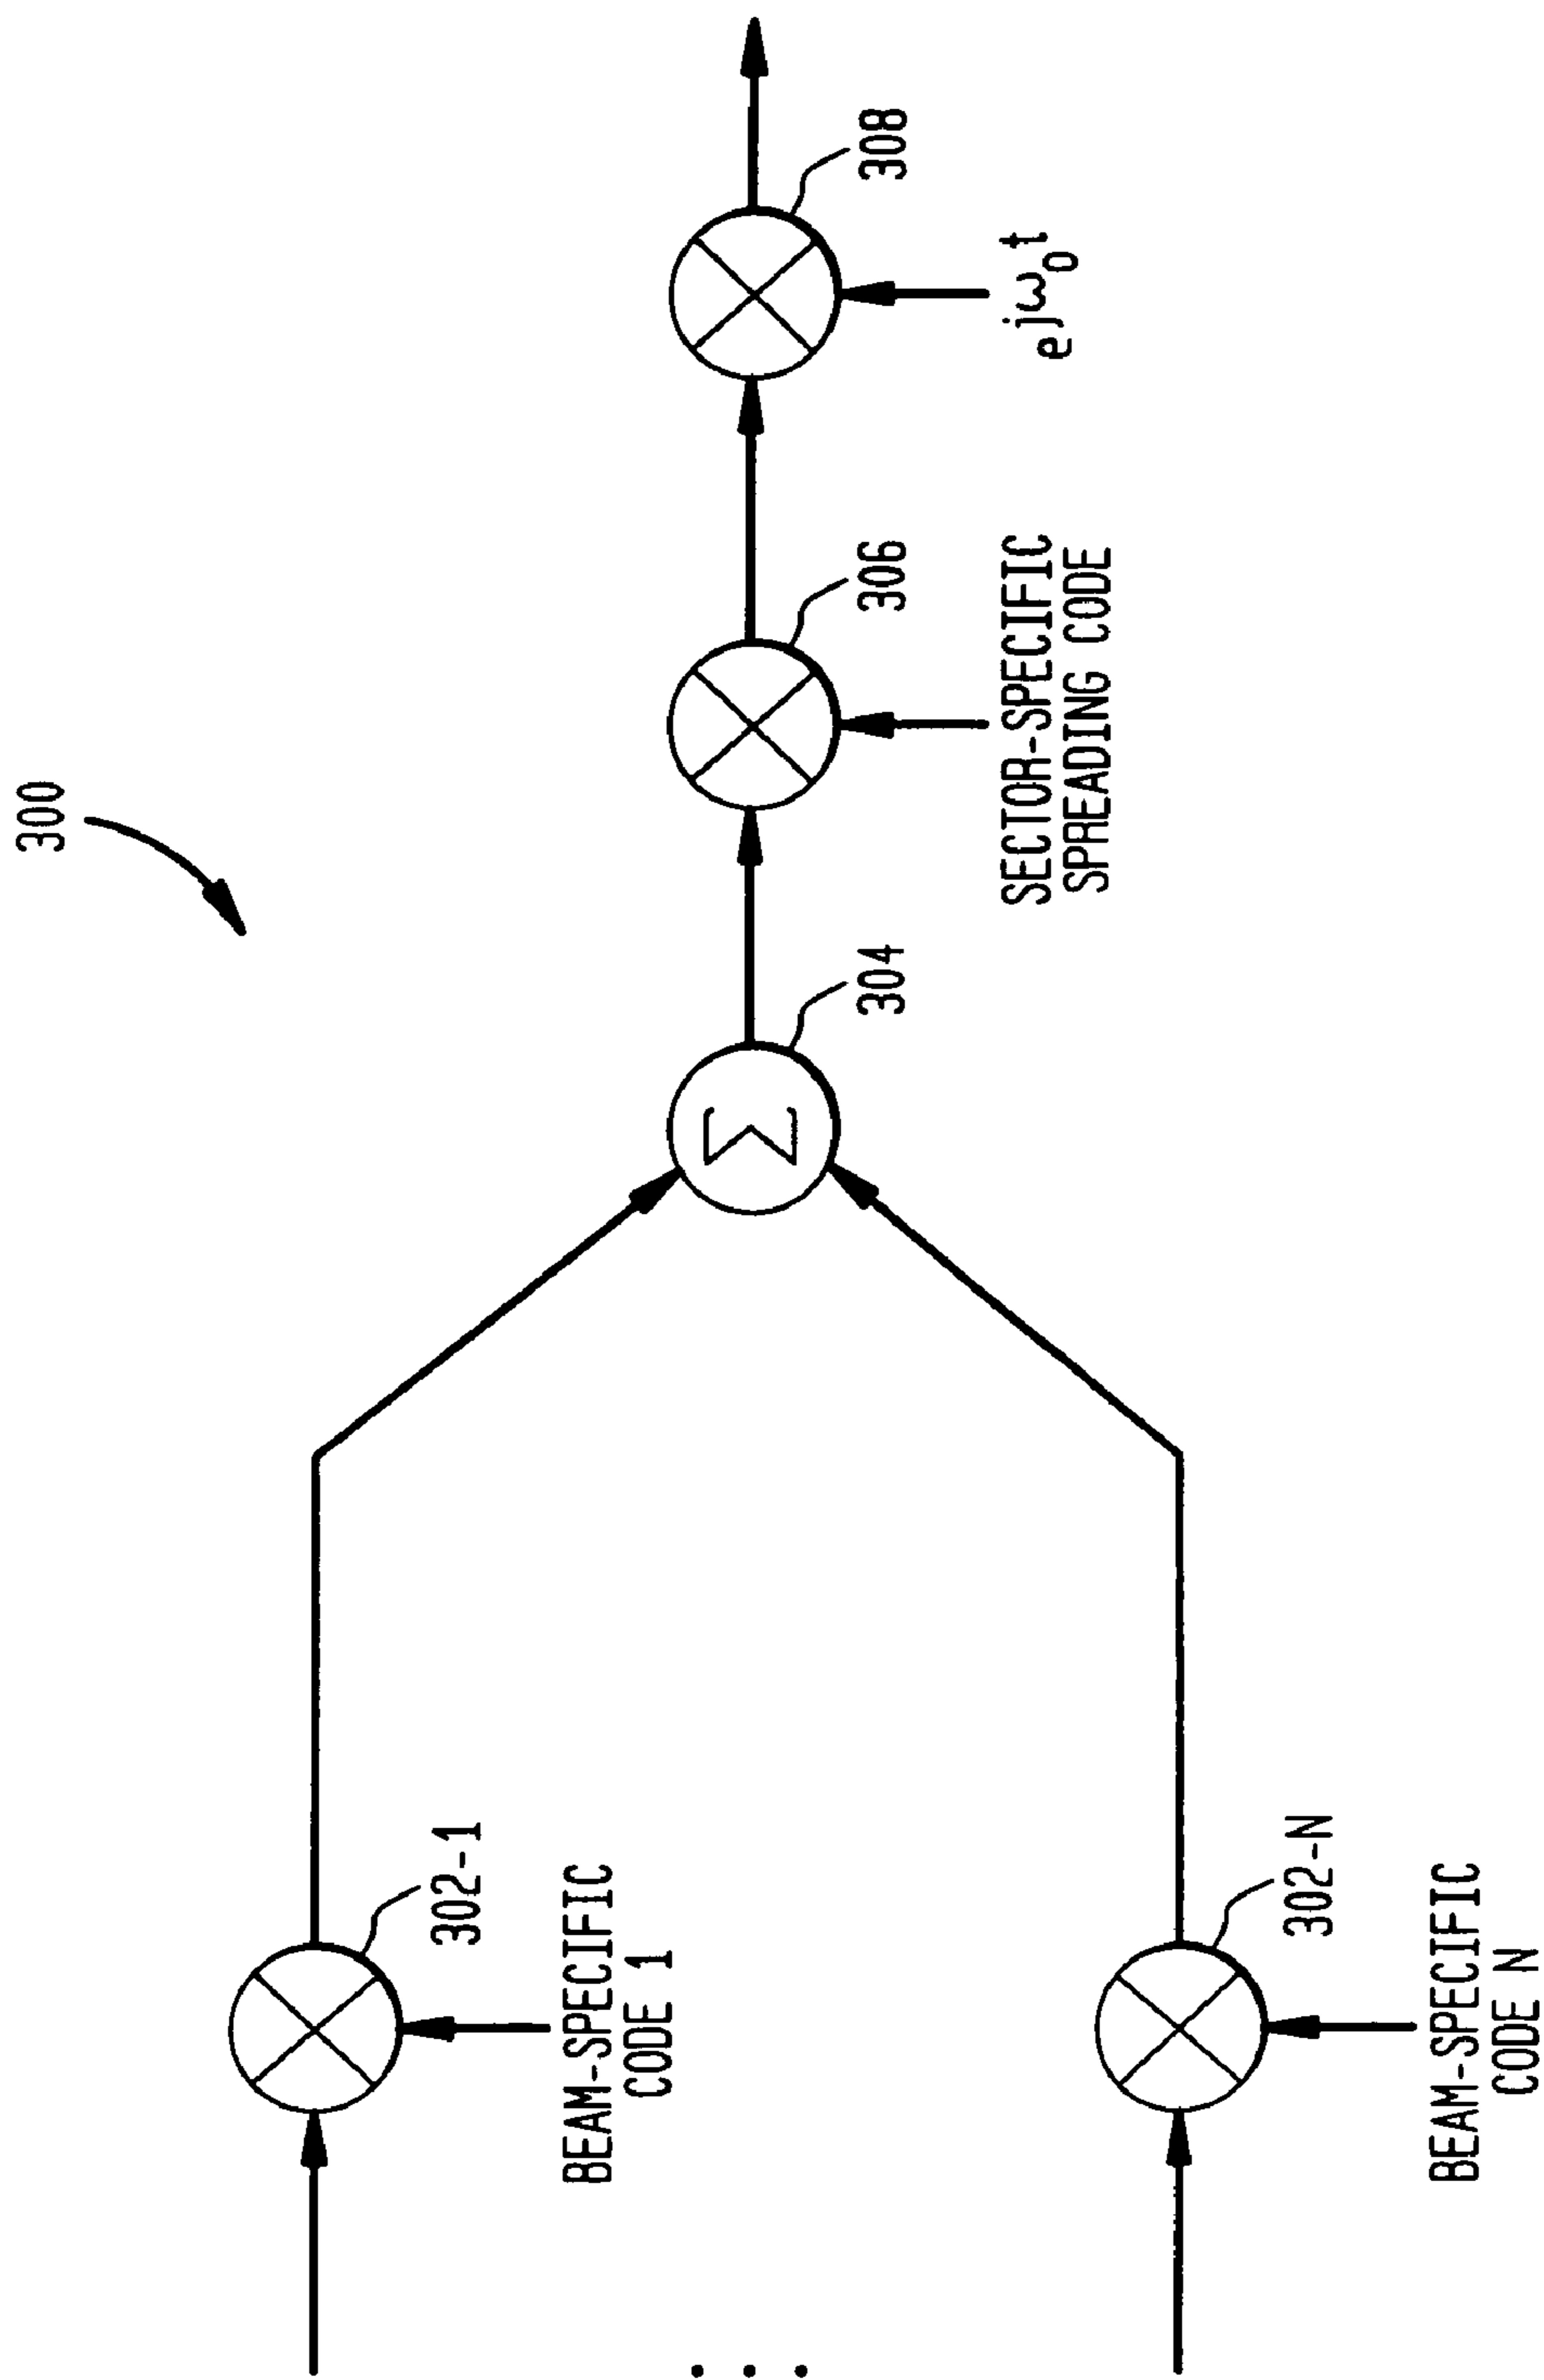 300
302-1
BEAM-SPECIFIC
CODE 1
304
Σ
306
SECTOR-SPECIFIC
SPREADING CODE
308
e^jω₀t
302-N
BEAM-SPECIFIC
CODE N
. . .